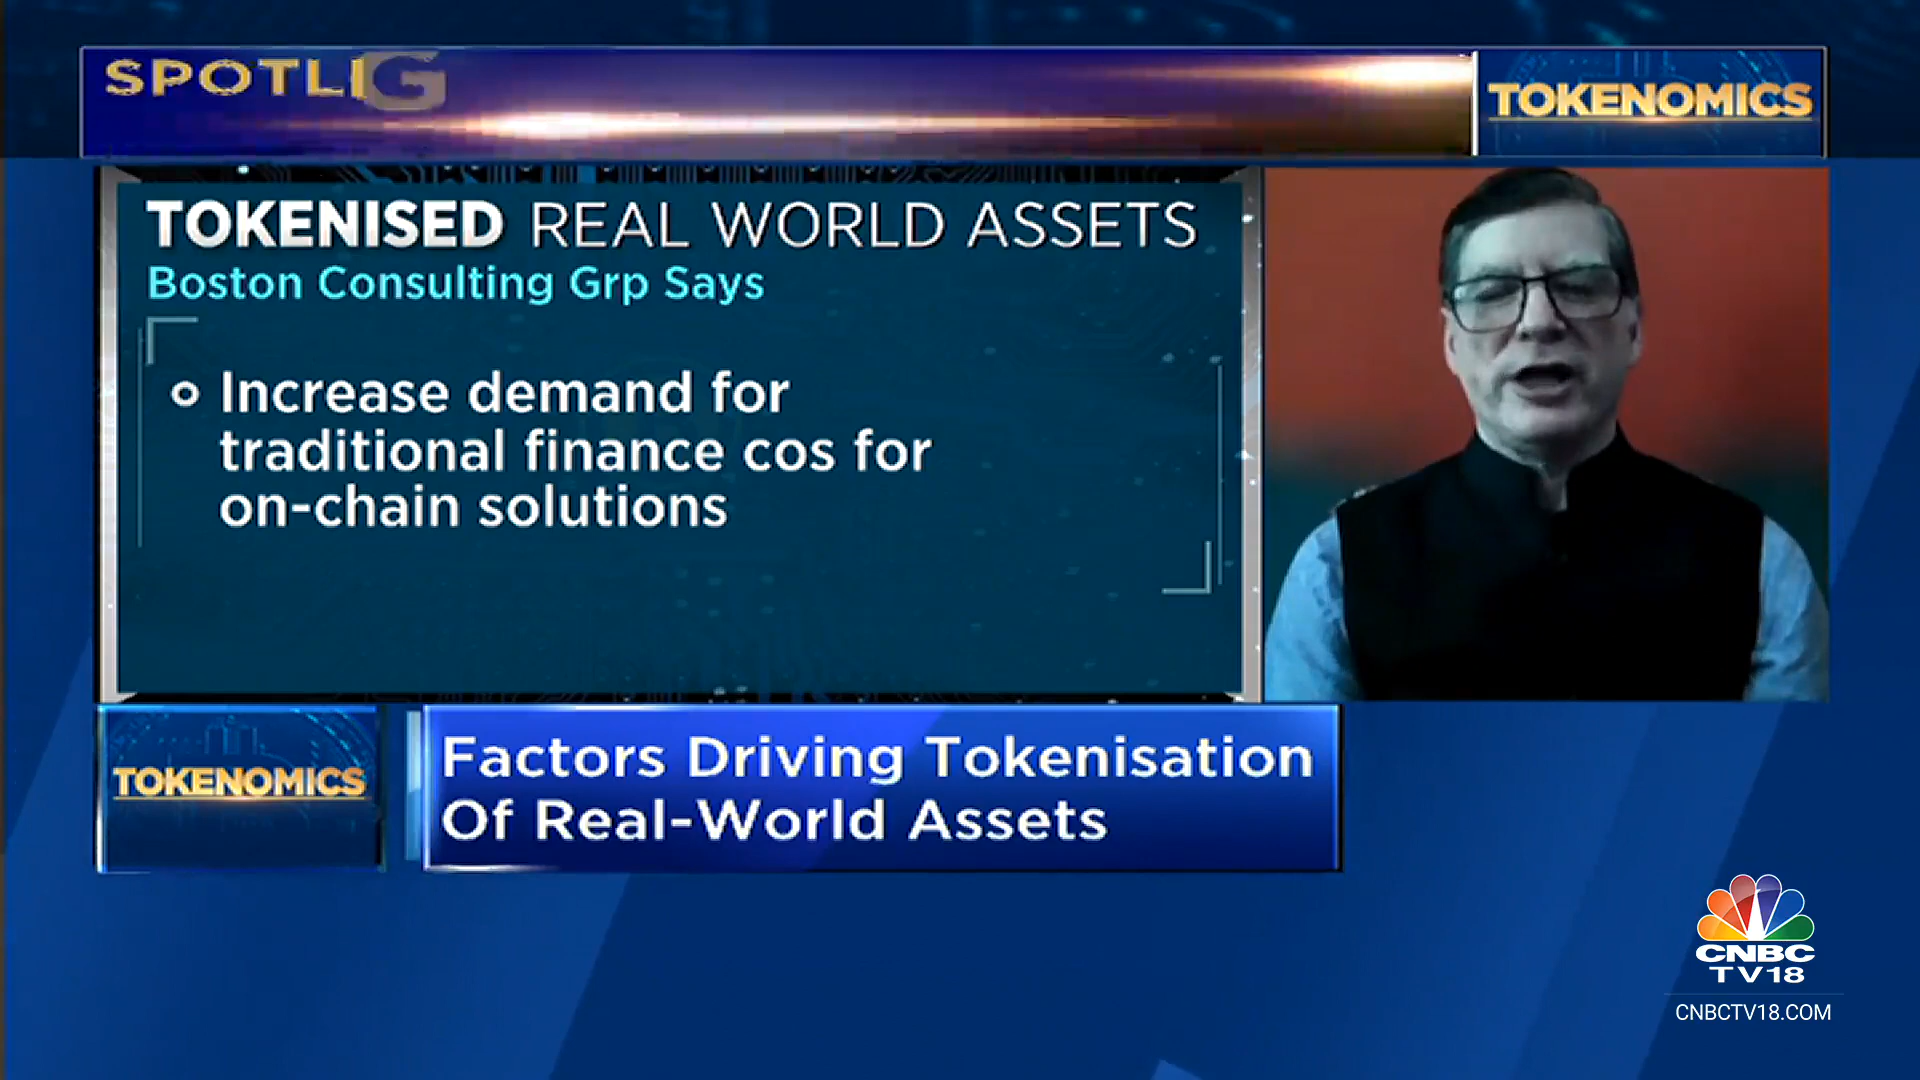 SPOTLIG
TOKENOMICS
TOKENISED REAL WORLD ASSETS
Boston Consulting Grp Says
Increase demand for
traditional finance cos for
on-chain solutions
TOKENOMICS
Factors Driving Tokenisation
Of Real-World Assets
CNBC
TV18
CNBCTV18.COM